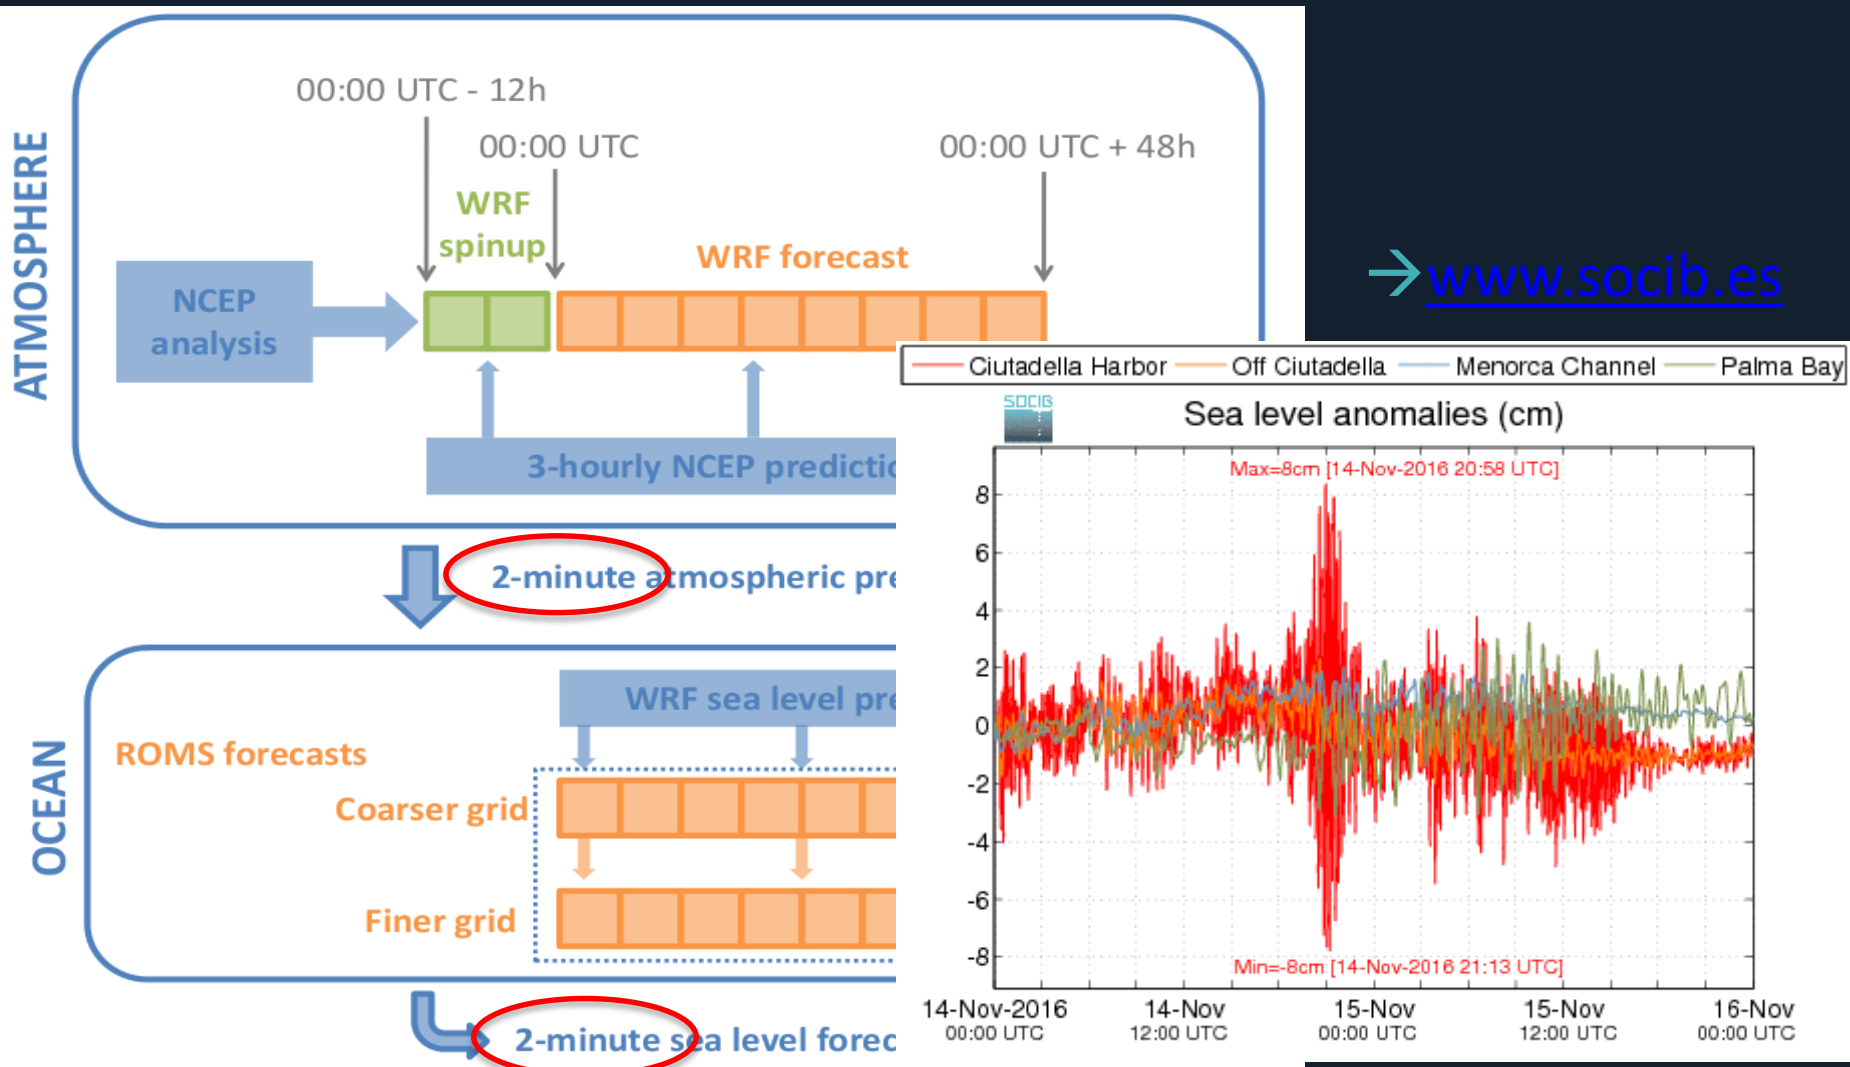 ATMOSPHERE
00:00 UTC - 12h
00:00 UTC
00:00 UTC + 48h
WRF
spinup
WRF forecast
NCEP
analysis
3-hourly NCEP
2-minute atmospheric
OCEAN
WRF sea level
ROMS forecasts
Coarser grid
Finer grid
2-minute sea level
→www.socib.es
Ciutadella Harbor
Off Ciutadella
Menorca Channel
Palma Bay
SOCIB
Sea level anomalies (cm)
Max=8cm [14-Nov-2016 20:58 UTC]
8
6
4
2
0
-2
-4
-6
-8
Min=-8cm [14-Nov-2016 21:13 UTC]
14-Nov-2016
00:00 UTC
14-Nov
12:00 UTC
15-Nov
00:00 UTC
15-Nov
12:00 UTC
16-Nov
00:00 UTC